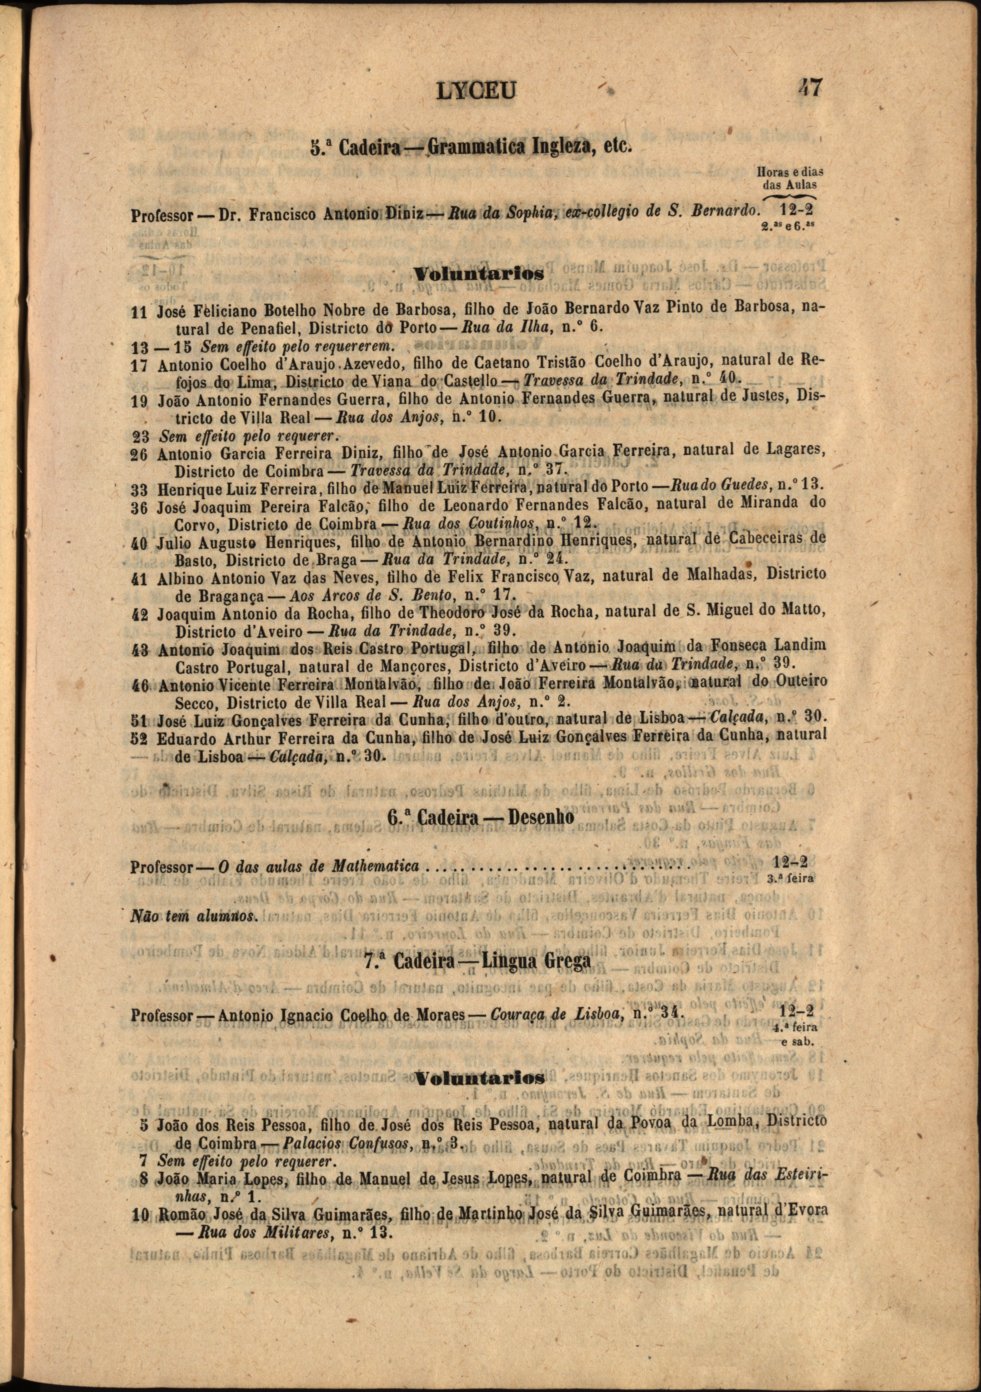 LYCEU 47
5.ª Cadeira — Grammatica Ingleza, etc.
Horas e dias
das Aulas
Professor — Dr. Francisco Antonio Diniz — Rua da Sophia, ex-collegio de S. Bernardo. 12-2
2.ᵃˢ e 6.ᵃˢ
Voluntarios
11 José Feliciano Botelho Nobre de Barbosa, filho de João Bernardo Vaz Pinto de Barbosa, na-
tural de Penafiel, Districto do Porto — Rua da Ilha, n.º 6.
13 — 15 Sem effeito pelo requererem.
17 Antonio Coelho d'Araujo Azevedo, filho de Caetano Tristão Coelho d'Araujo, natural de Re-
fojos do Lima, Districto de Viana do Castello — Travessa da Trindade, n.º 40.
19 João Antonio Fernandes Guerra, filho de Antonio Fernandes Guerra, natural de Justes, Dis-
tricto de Villa Real — Rua dos Anjos, n.º 10.
23 Sem effeito pelo requerer.
26 Antonio Garcia Ferreira Diniz, filho de José Antonio Garcia Ferreira, natural de Lagares,
Districto de Coimbra — Travessa da Trindade, n.º 37.
33 Henrique Luiz Ferreira, filho de Manuel Luiz Ferreira, natural do Porto — Rua do Guedes, n.º 13.
36 José Joaquim Pereira Falcão, filho de Leonardo Fernandes Falcão, natural de Miranda do
Corvo, Districto de Coimbra — Rua dos Coutinhos, n.º 12.
40 Julio Augusto Henriques, filho de Antonio Bernardino Henriques, natural de Cabeceiras de
Basto, Districto de Braga — Rua da Trindade, n.º 24.
41 Albino Antonio Vaz das Neves, filho de Felix Francisco Vaz, natural de Malhadas, Districto
de Bragança — Aos Arcos de S. Bento, n.º 17.
42 Joaquim Antonio da Rocha, filho de Theodoro José da Rocha, natural de S. Miguel do Matto,
Districto d'Aveiro — Rua da Trindade, n.º 39.
43 Antonio Joaquim dos Reis Castro Portugal, filho de Antonio Joaquim da Fonseca Landim
Castro Portugal, natural de Mançores, Districto d'Aveiro — Rua da Trindade, n.º 39.
46 Antonio Vicente Ferreira Montalvão, filho de João Ferreira Montalvão, natural do Outeiro
Secco, Districto de Villa Real — Rua dos Anjos, n.º 2.
51 José Luiz Gonçalves Ferreira da Cunha, filho d'outro, natural de Lisboa — Calçada, n.º 30.
52 Eduardo Arthur Ferreira da Cunha, filho de José Luiz Gonçalves Ferreira da Cunha, natural
de Lisboa — Calçada, n.º 30.
6.ª Cadeira — Desenho
Professor — O das aulas de Mathematica . . . . . . . . . . . . . . . . . . . . . . . . . . . . . . 12-2
3.ª feira
Não tem alumnos.
7.ª Cadeira — Lingua Grega
Professor — Antonio Ignacio Coelho de Moraes — Couraça de Lisboa, n.º 34. 12-2
4.ª feira
e sab.
Voluntarios
5 João dos Reis Pessoa, filho de José dos Reis Pessoa, natural da Povoa da Lomba, Districto
de Coimbra — Palacios Confusos, n.º 3.
7 Sem effeito pelo requerer.
8 João Maria Lopes, filho de Manuel de Jesus Lopes, natural de Coimbra — Rua das Esteiri-
nhas, n.º 1.
10 Romão José da Silva Guimarães, filho de Martinho José da Silva Guimarães, natural d'Evora
— Rua dos Militares, n.º 13.